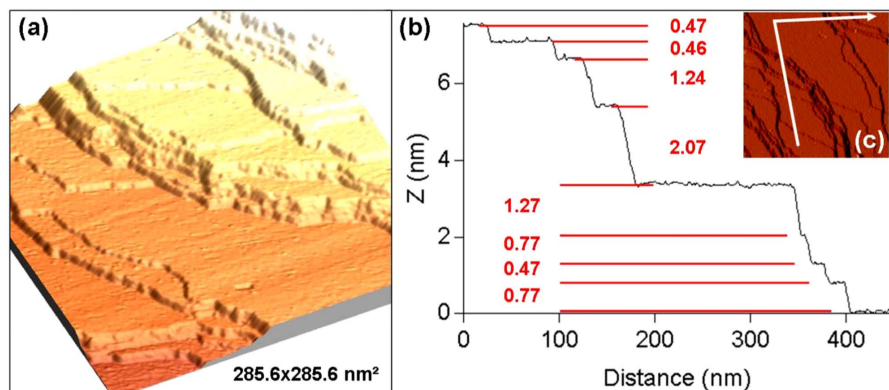 (a)
285.6x285.6 nm²
(b)
Z (nm)
6
4
2
0
0.47
0.46
1.24
2.07
1.27
0.77
0.47
0.77
0 100 200 300 400
Distance (nm)
(c)